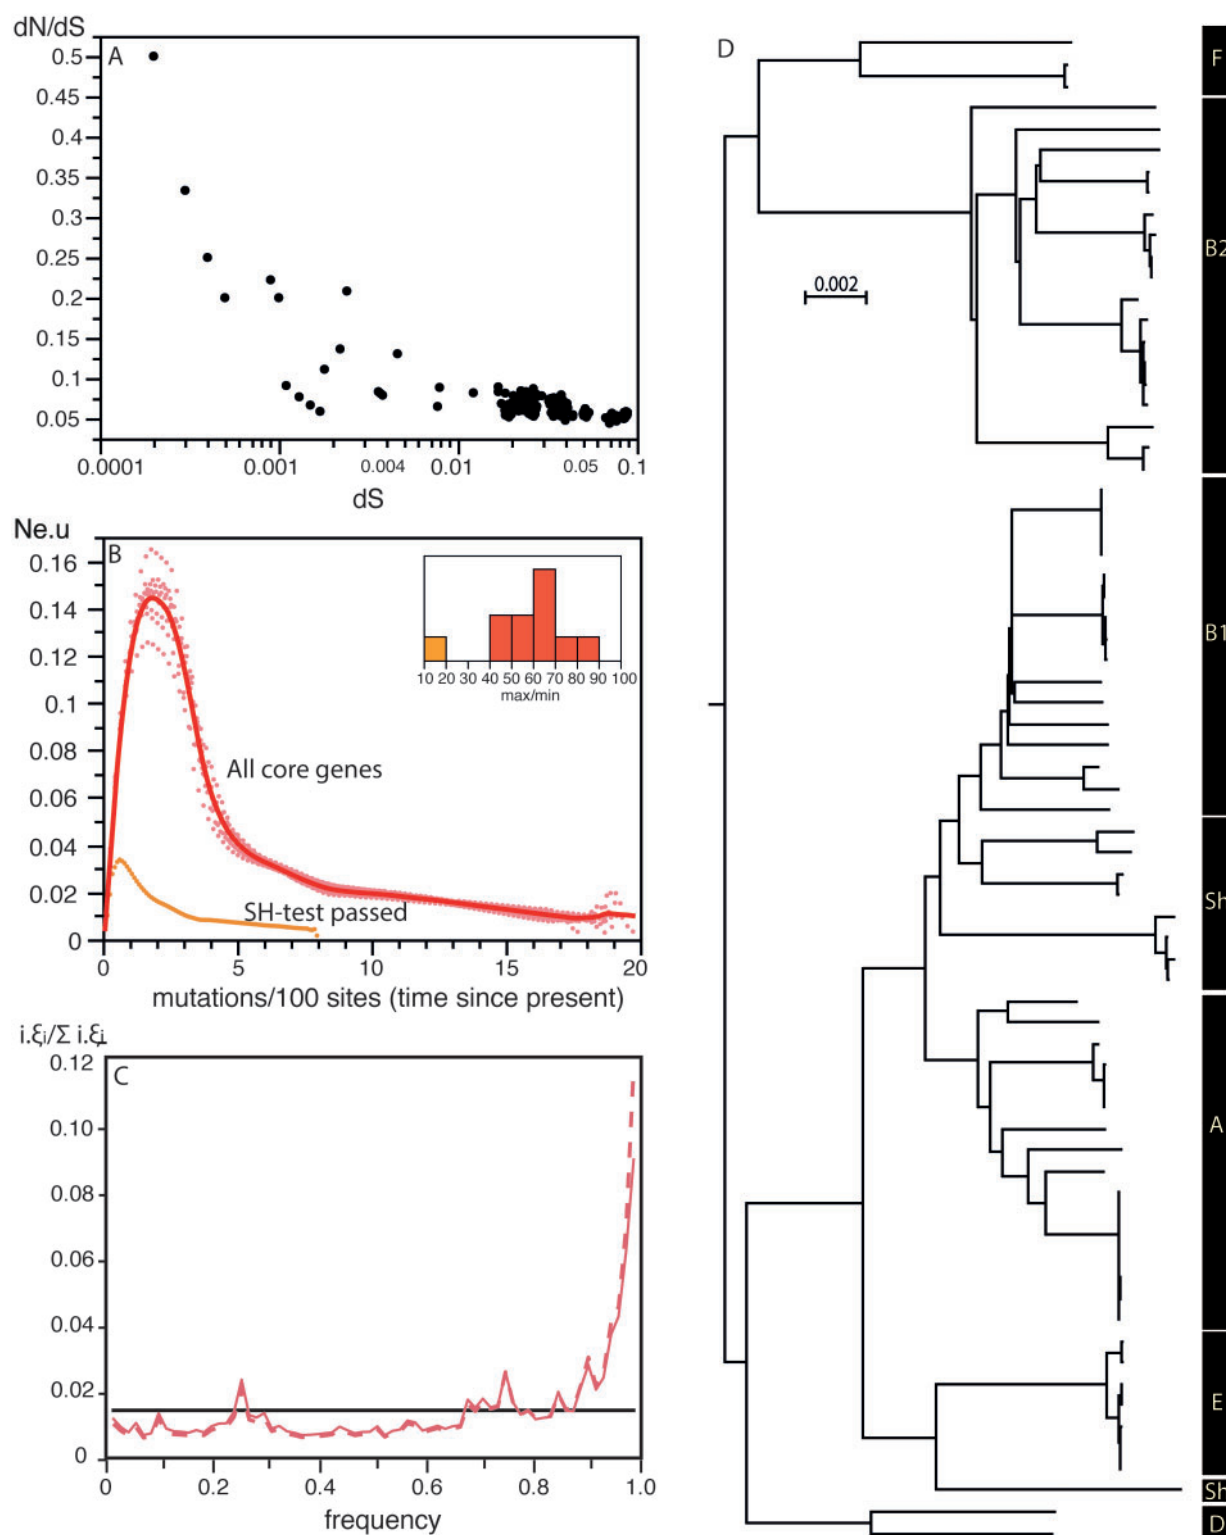 dN/dS
A
0.5
0.45
0.4
0.35
0.3
0.25
0.2
0.15
0.1
0.05
0.0001
0.001
0.004
0.01
0.05
0.1
dS
Ne.u
B
0.16
0.14
0.12
0.1
0.08
0.06
0.04
0.02
0
All core genes
SH-test passed
10 20 30 40 50 60 70 80 90 100
max/min
0 5 10 15 20
mutations/100 sites (time since present)
i.ξi/Σ i.ξi
C
0.12
0.10
0.08
0.06
0.04
0.02
0
0 0.2 0.4 0.6 0.8 1.0
frequency
D
0.002
F
B2
B1
Sh
A
E
Sh
D